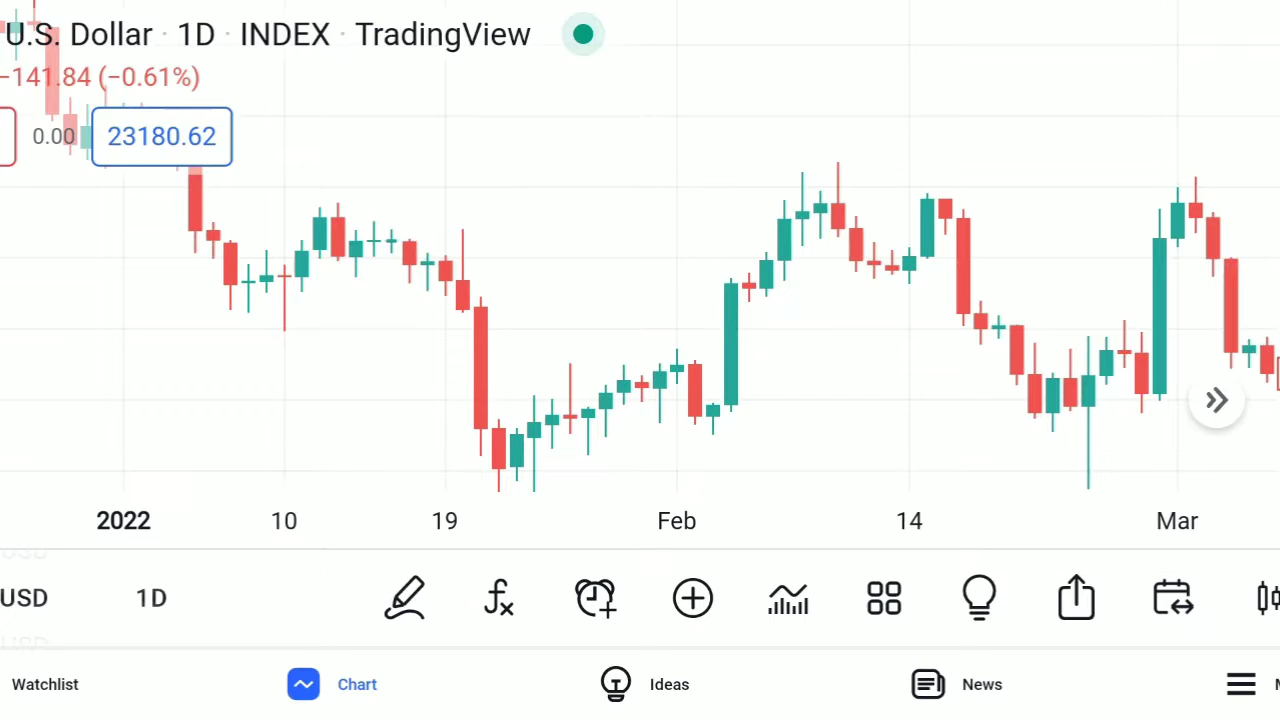 U.S. Dollar · 1D · INDEX · TradingView
−141.84 (−0.61%)
0.00 23180.62
2022 10 19 Feb 14 Mar
USD 1D
Watchlist Chart Ideas News